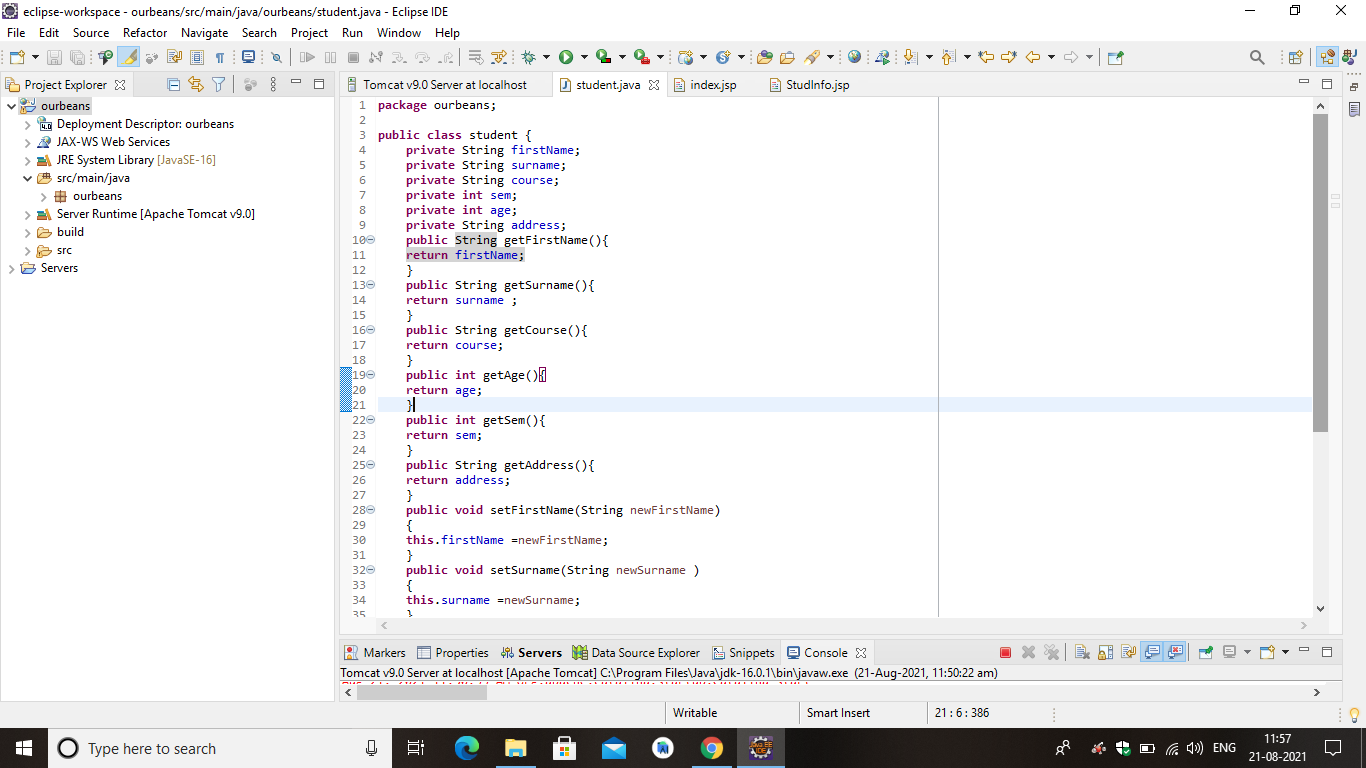 eclipse-workspace - ourbeans/src/main/java/ourbeans/student.java - Eclipse IDE
File Edit Source Refactor Navigate Search Project Run Window Help
Project Explorer
ourbeans
Deployment Descriptor: ourbeans
JAX-WS Web Services
JRE System Library [JavaSE-16]
src/main/java
ourbeans
Server Runtime [Apache Tomcat v9.0]
build
src
Servers
Tomcat v9.0 Server at localhost student.java index.jsp StudInfo.jsp
1 package ourbeans;
2
3 public class student {
4 private String firstName;
5 private String surname;
6 private String course;
7 private int sem;
8 private int age;
9 private String address;
10 public String getFirstName(){
11 return firstName;
12 }
13 public String getSurname(){
14 return surname ;
15 }
16 public String getCourse(){
17 return course;
18 }
19 public int getAge(){
20 return age;
21 }
22 public int getSem(){
23 return sem;
24 }
25 public String getAddress(){
26 return address;
27 }
28 public void setFirstName(String newFirstName)
29 {
30 this.firstName =newFirstName;
31 }
32 public void setSurname(String newSurname )
33 {
34 this.surname =newSurname;
35 }
Markers Properties Servers Data Source Explorer Snippets Console
Tomcat v9.0 Server at localhost [Apache Tomcat] C:\Program Files\Java\jdk-16.0.1\bin\javaw.exe (21-Aug-2021, 11:50:22 am)
Writable Smart Insert 21 : 6 : 386
Type here to search
ENG
11:57
21-08-2021